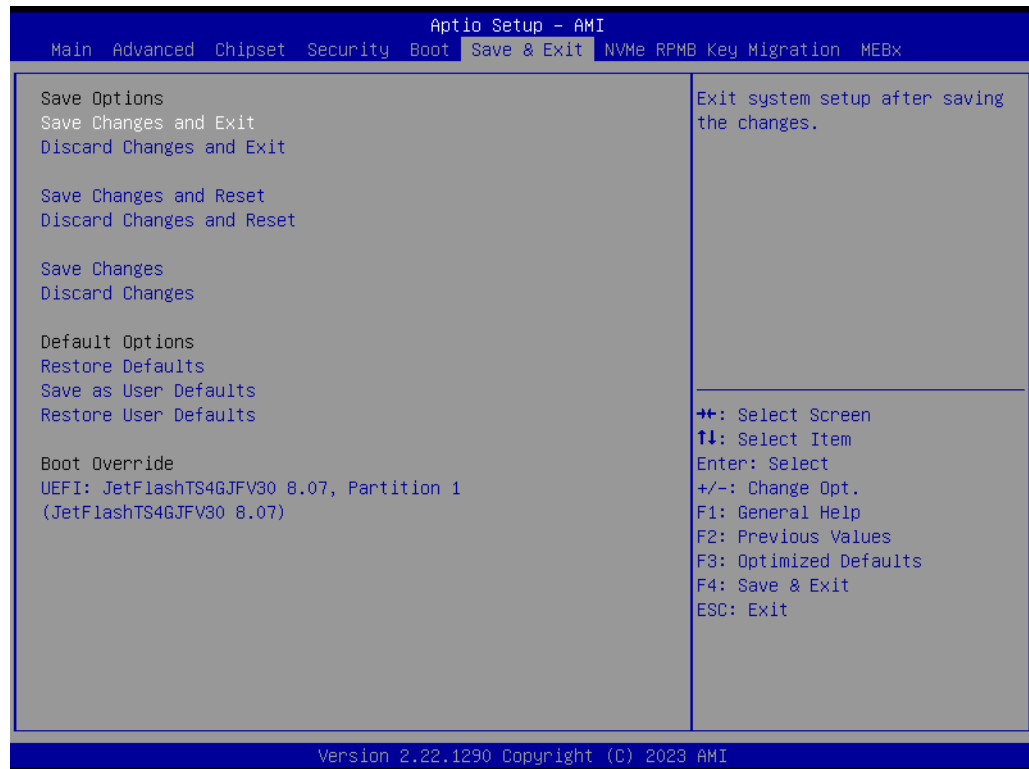 Aptio Setup – AMI
Main Advanced Chipset Security Boot Save & Exit NVMe RPMB Key Migration MEBx
Save Options
Save Changes and Exit
Discard Changes and Exit
Save Changes and Reset
Discard Changes and Reset
Save Changes
Discard Changes
Default Options
Restore Defaults
Save as User Defaults
Restore User Defaults
Boot Override
UEFI: JetFlashTS4GJFV30 8.07, Partition 1
(JetFlashTS4GJFV30 8.07)
Exit system setup after saving
the changes.
→←: Select Screen
↑↓: Select Item
Enter: Select
+/-: Change Opt.
F1: General Help
F2: Previous Values
F3: Optimized Defaults
F4: Save & Exit
ESC: Exit
Version 2.22.1290 Copyright (C) 2023 AMI